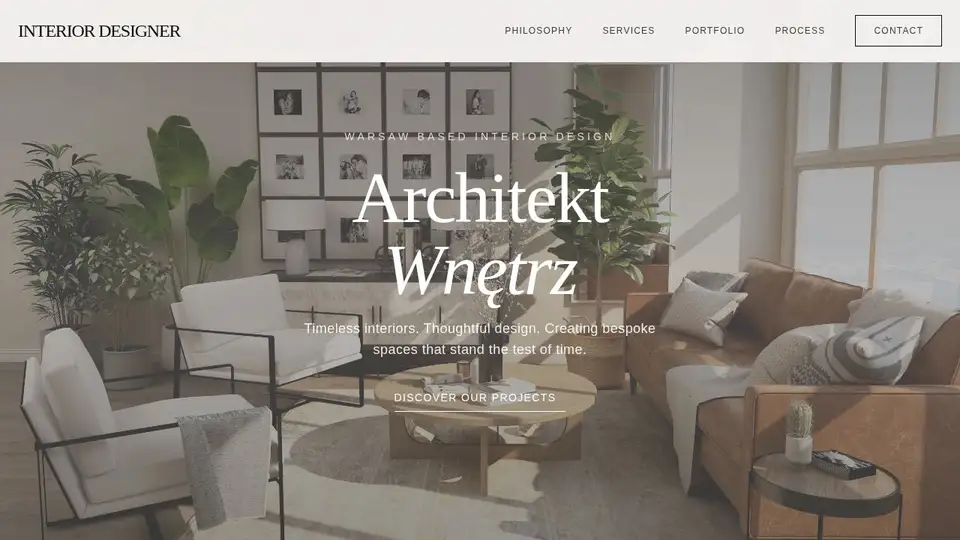 INTERIOR DESIGNER
PHILOSOPHY
SERVICES
PORTFOLIO
PROCESS
CONTACT
WARSAW BASED INTERIOR DESIGN
Architekt
Wnętrz
Timeless interiors. Thoughtful design. Creating bespoke
spaces that stand the test of time.
DISCOVER OUR PROJECTS